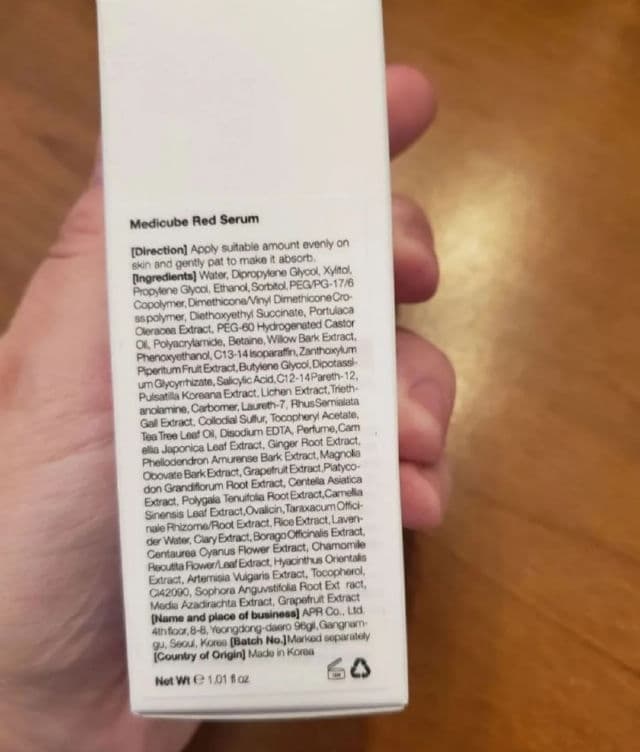 Medicube Red Serum
[Direction] Apply suitable amount evenly on
skin and gently pat to make it absorb.
[Ingredients] Water, Dipropylene Glycol, Xylitol,
Propylene Glycol, Ethanol, Sorbitol, PEG/PG-17/6
Copolymer, Dimethicone/Vinyl Dimethicone Cro-
sspolymer, Diethoxyethyl Succinate, Portulaca
Oleracea Extract, PEG-60 Hydrogenated Castor
Oil, Polyacrylamide, Betaine, Willow Bark Extract,
Phenoxyethanol, C13-14 Isoparaffin, Zanthoxylum
Piperitum Fruit Extract, Butylene Glycol, Dipotassi-
um Glycyrrhizate, Salicylic Acid, C12-14 Pareth-12,
Pulsatilla Koreana Extract, Lichen Extract, Trieth-
anolamine, Carbomer, Laureth-7, Rhus Semialata
Gall Extract, Colloidal Sulfur, Tocopheryl Acetate,
Tea Tree Leaf Oil, Disodium EDTA, Perfume, Cam
ellia Japonica Leaf Extract, Ginger Root Extract,
Phellodendron Amurense Bark Extract, Magnolia
Obovate Bark Extract, Grapefruit Extract, Platyco-
don Grandiflorum Root Extract, Centella Asiatica
Extract, Polygala Tenuifolia Root Extract, Camellia
Sinensis Leaf Extract, Ovalicin, Taraxacum Offici-
nale Rhizome/Root Extract, Rice Extract, Laven-
der Water, Clary Extract, Borago Officinalis Extract,
Centaurea Cyanus Flower Extract, Chamomile
Recutita Flower/Leaf Extract, Hyacinthus Orientalis
Extract, Artemisia Vulgaris Extract, Tocopherol,
CI42090, Sophora Anguvstifolia Root Ext ract,
Media Azadirachta Extract, Grapefruit Extract
[Name and place of business] APR Co., Ltd.
4th floor, 8-8, Yeongdong-daero 96gil, Gangnam-
gu, Seoul, Korea [Batch No.] Marked separately
[Country of Origin] Made in Korea
Net Wt ℮ 1.01 fl oz